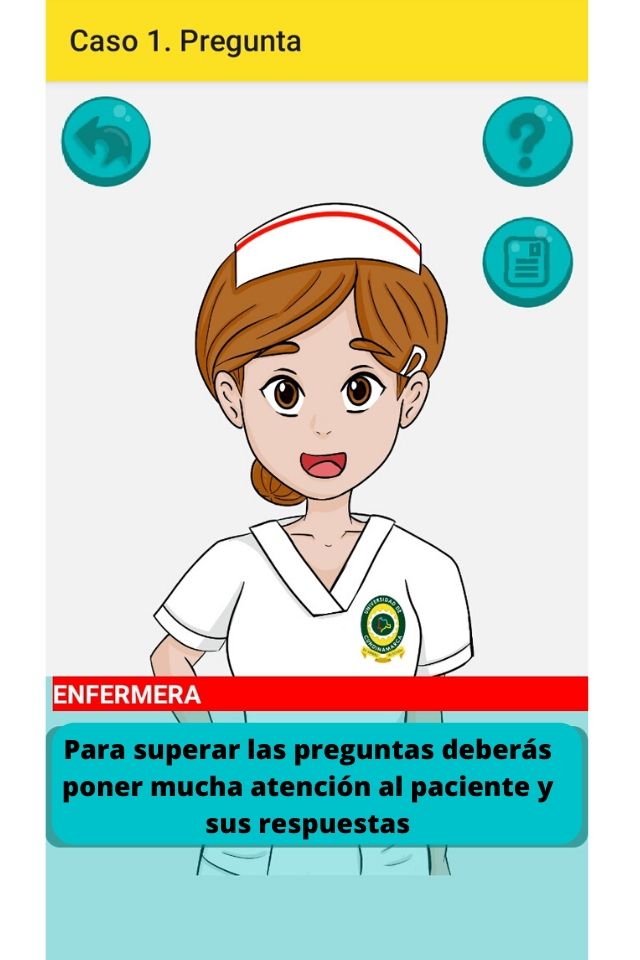 Caso 1. Pregunta
?
UNIVERSIDAD DE
CUNDINAMARCA
ENFERMERA
Para superar las preguntas deberás
poner mucha atención al paciente y
sus respuestas